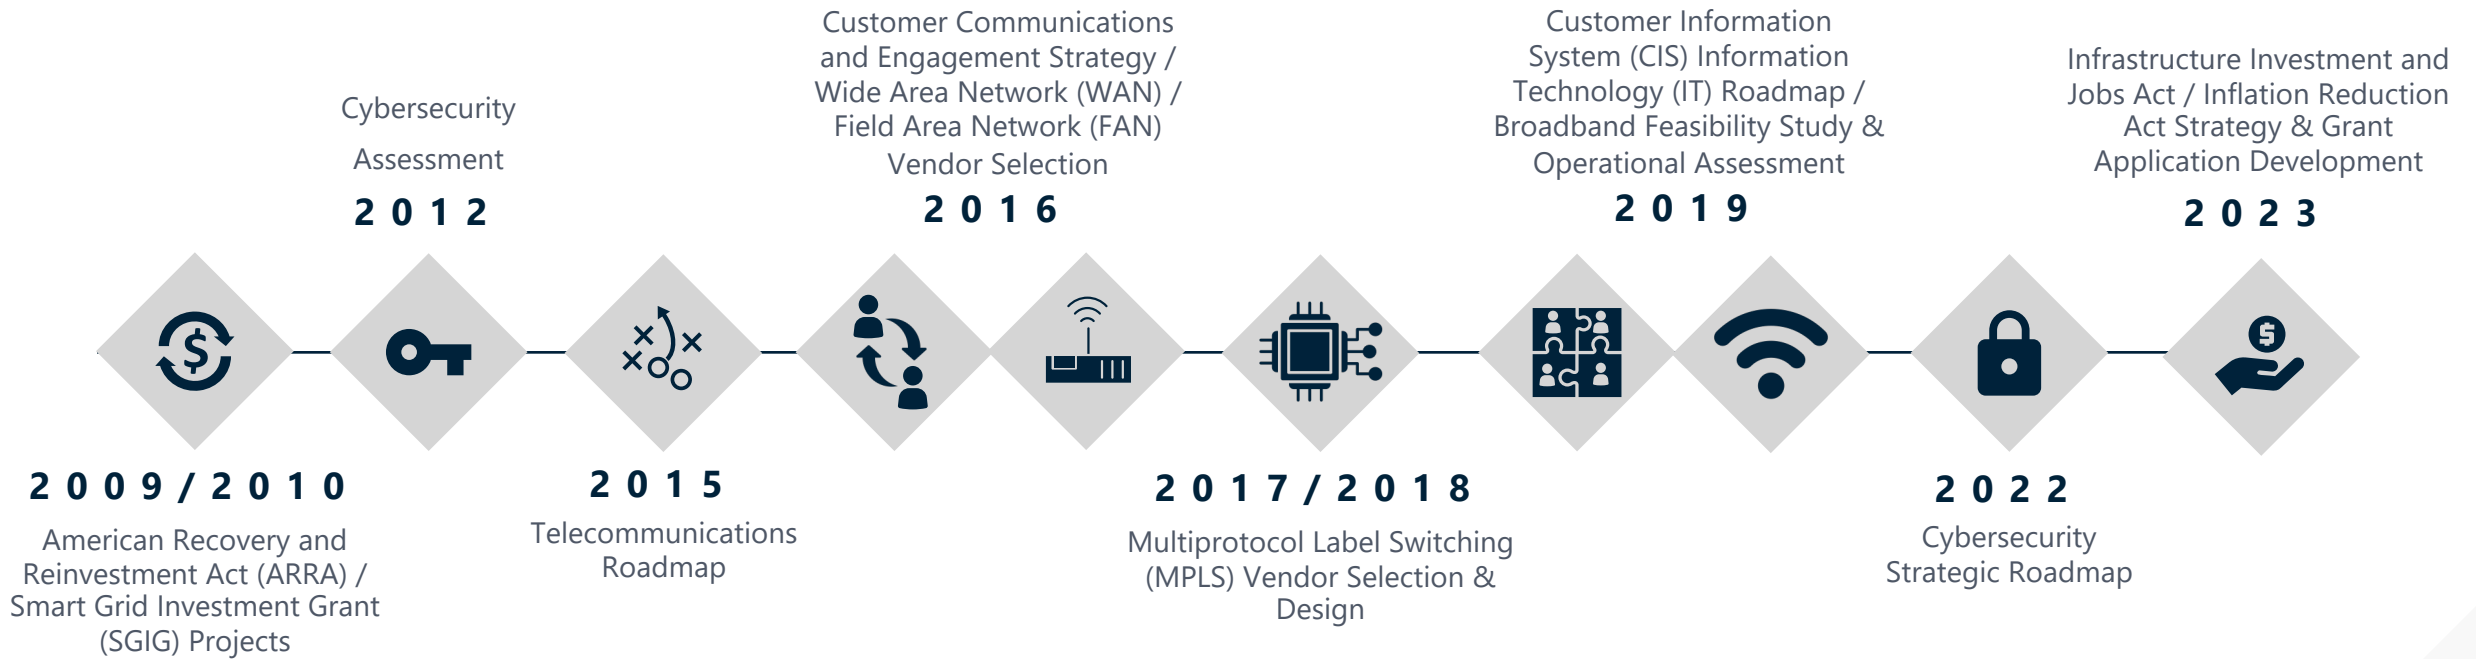 2009/2010
American Recovery and
Reinvestment Act (ARRA) /
Smart Grid Investment Grant
(SGIG) Projects
Cybersecurity
Assessment
2012
2015
Telecommunications
Roadmap
Customer Communications
and Engagement Strategy /
Wide Area Network (WAN) /
Field Area Network (FAN)
Vendor Selection
2016
2017/2018
Multiprotocol Label Switching
(MPLS) Vendor Selection &
Design
Customer Information
System (CIS) Information
Technology (IT) Roadmap /
Broadband Feasibility Study &
Operational Assessment
2019
2022
Cybersecurity
Strategic Roadmap
Infrastructure Investment and
Jobs Act / Inflation Reduction
Act Strategy & Grant
Application Development
2023